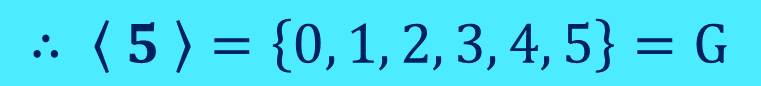 ∴ ⟨ 5 ⟩ = {0, 1, 2, 3, 4, 5} = G